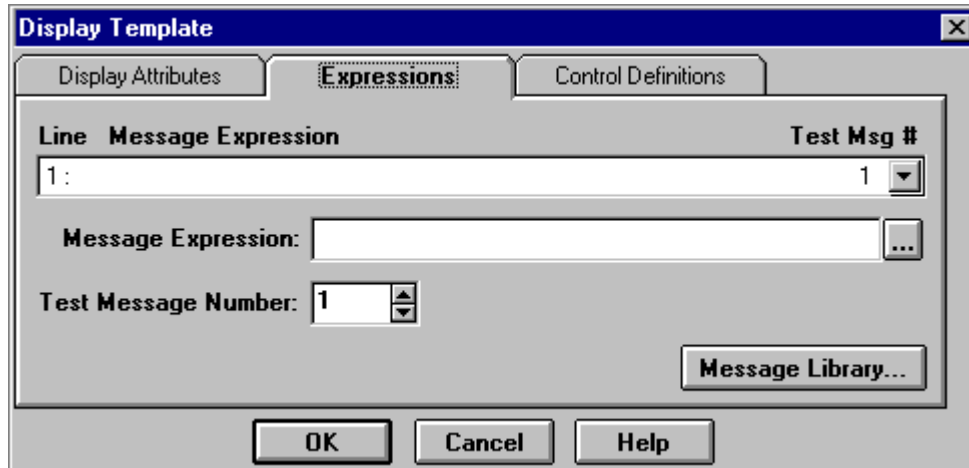 Display Template
Display Attributes Expressions Control Definitions
Line Message Expression Test Msg #
1 : 1
Message Expression: ...
Test Message Number: 1
Message Library...
OK Cancel Help